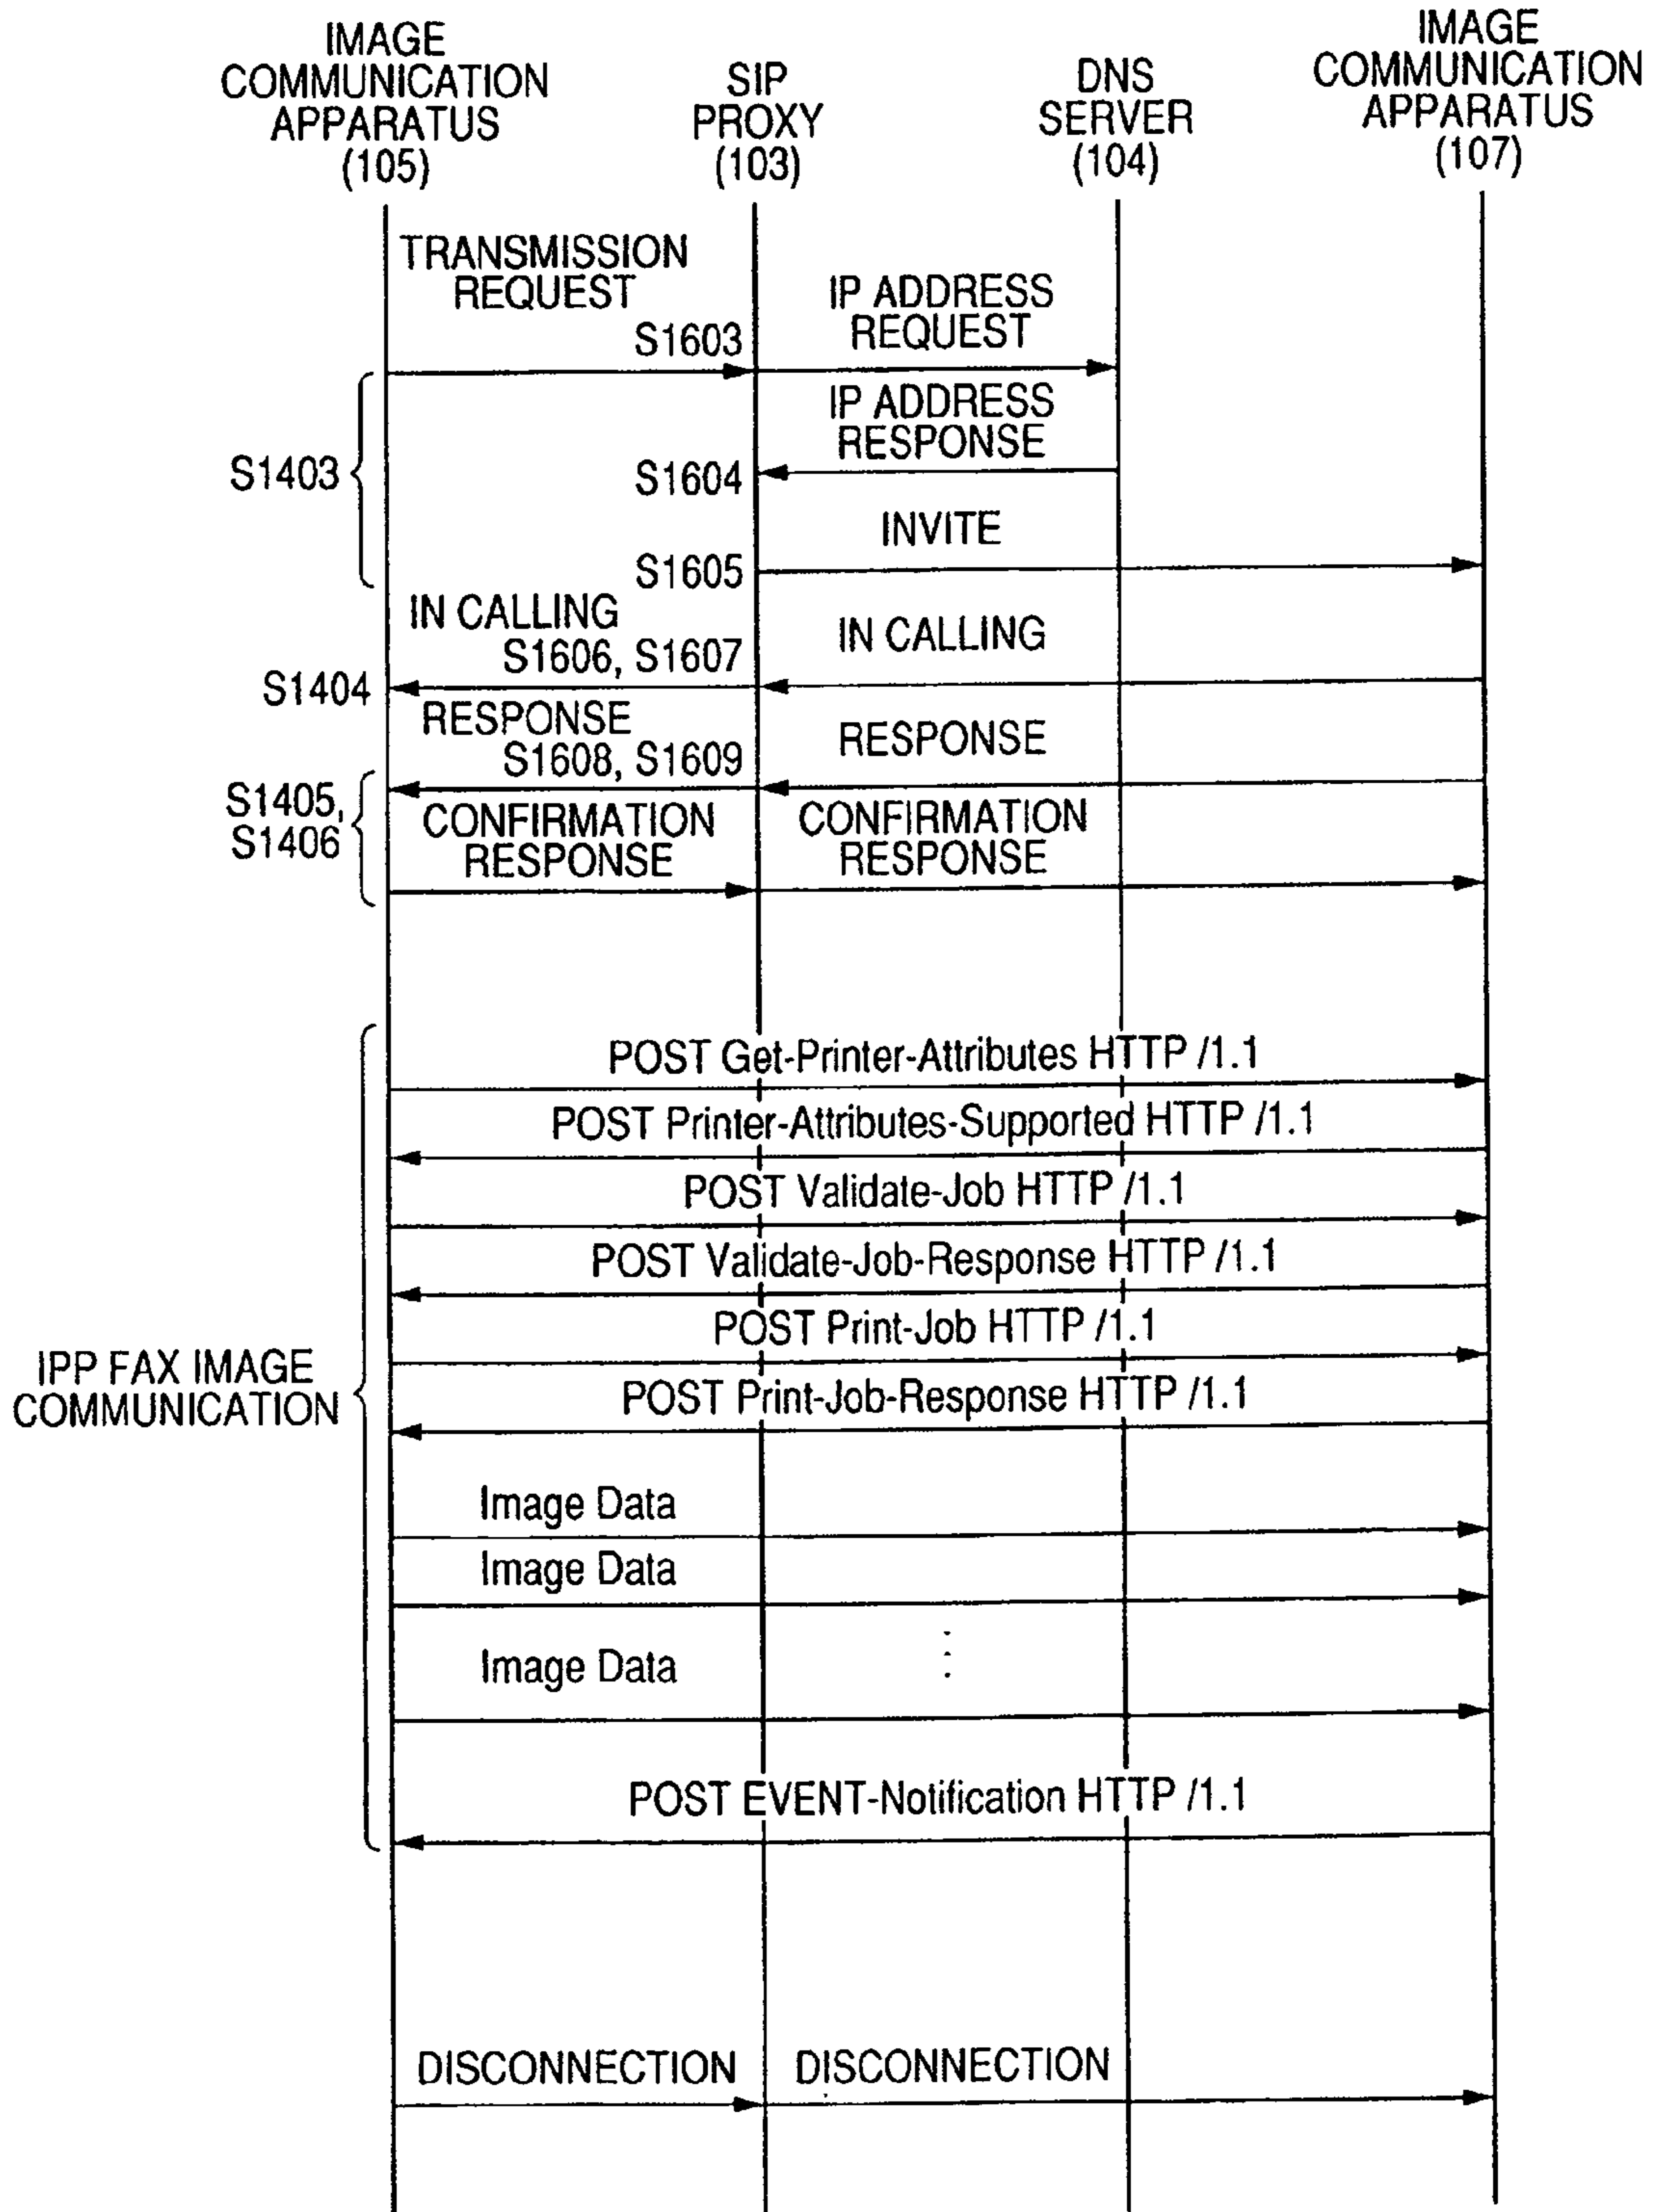 IMAGE
COMMUNICATION
APPARATUS
(105)
SIP
PROXY
(103)
DNS
SERVER
(104)
IMAGE
COMMUNICATION
APPARATUS
(107)
TRANSMISSION
REQUEST
S1603
IP ADDRESS
REQUEST
IP ADDRESS
RESPONSE
S1403
S1604
INVITE
S1605
IN CALLING
S1606, S1607
IN CALLING
S1404
RESPONSE
S1608, S1609
RESPONSE
S1405,
S1406
CONFIRMATION
RESPONSE
CONFIRMATION
RESPONSE
POST Get-Printer-Attributes HTTP /1.1
POST Printer-Attributes-Supported HTTP /1.1
POST Validate-Job HTTP /1.1
POST Validate-Job-Response HTTP /1.1
POST Print-Job HTTP /1.1
IPP FAX IMAGE
COMMUNICATION
POST Print-Job-Response HTTP /1.1
Image Data
Image Data
Image Data
POST EVENT-Notification HTTP /1.1
DISCONNECTION
DISCONNECTION